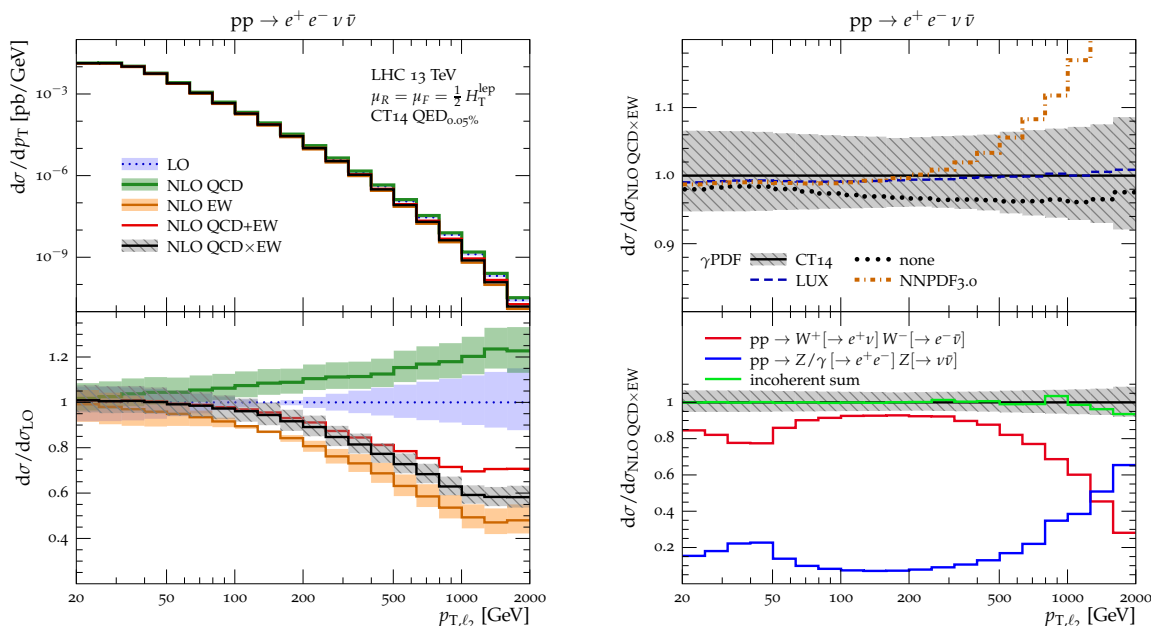 pp → e⁺ e⁻ ν ν̄
dσ/dp_T [pb/GeV]
10⁻³
10⁻⁶
10⁻⁹
LHC 13 TeV
μ_R = μ_F = ½ H_T^lep
CT14 QED_0.05%
LO
NLO QCD
NLO EW
NLO QCD+EW
NLO QCD×EW
dσ/dσ_LO
1.2
1
0.8
0.6
0.4
20 50 100 200 500 1000 2000
p_T,ℓ₂ [GeV]
pp → e⁺ e⁻ ν ν̄
dσ/dσ_NLO QCD×EW
1.1
1.0
0.9
γPDF CT14 none
LUX NNPDF3.0
dσ/dσ_NLO QCD×EW
pp → W⁺[→ e⁺ν] W⁻[→ e⁻ν̄]
pp → Z/γ [→ e⁺e⁻] Z[→ νν̄]
incoherent sum
1
0.8
0.6
0.4
0.2
20 50 100 200 500 1000 2000
p_T,ℓ₂ [GeV]